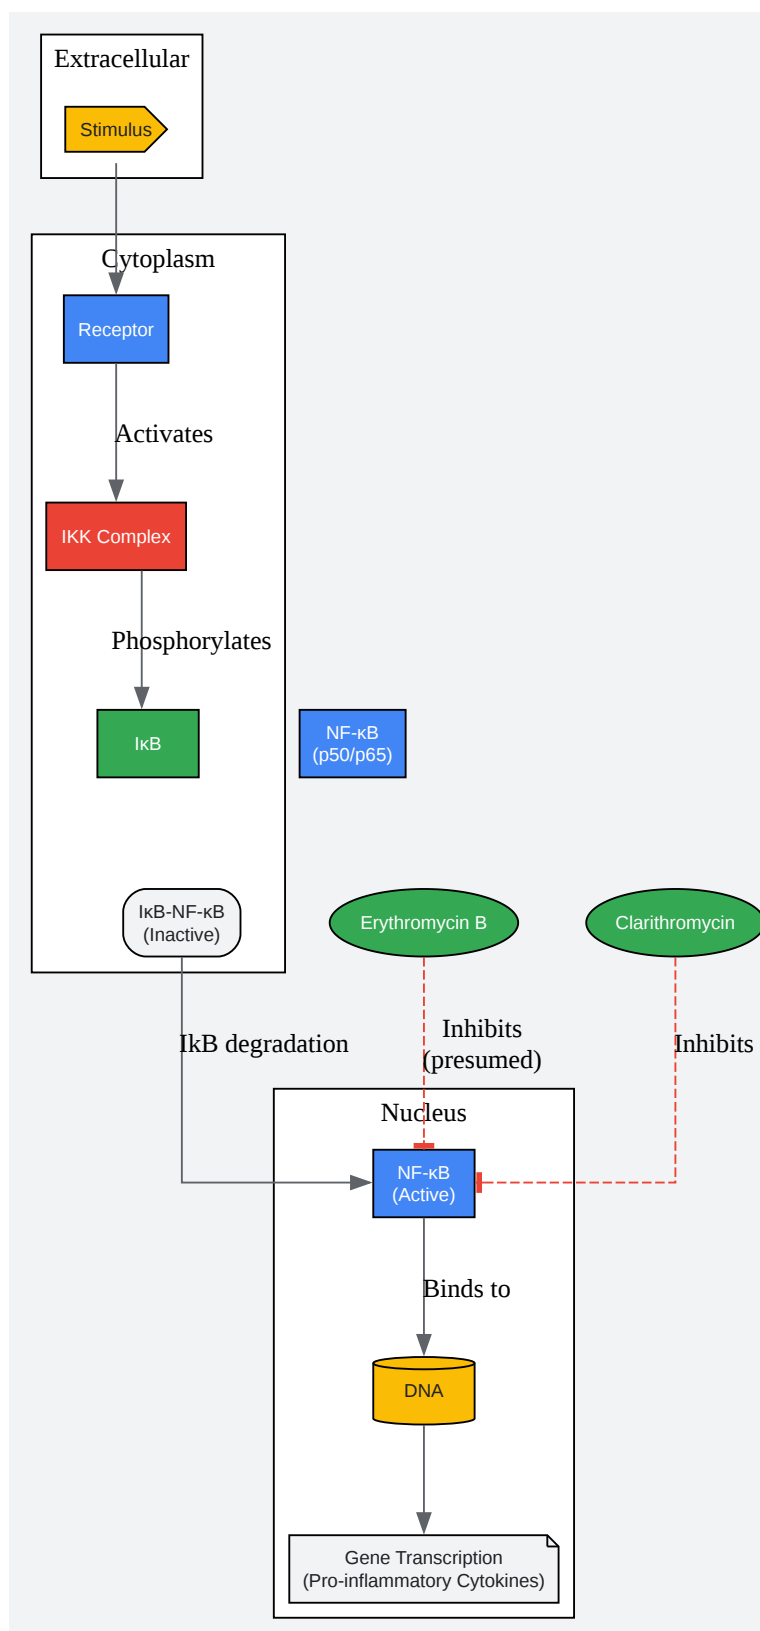 Extracellular
Stimulus
Cytoplasm
Receptor
Activates
IKK Complex
Phosphorylates
IκB
NF-κB
(p50/p65)
IκB-NF-κB
(Inactive)
Erythromycin B
Clarithromycin
IkB degradation
Inhibits
(presumed)
Inhibits
Nucleus
NF-κB
(Active)
Binds to
DNA
Gene Transcription
(Pro-inflammatory Cytokines)